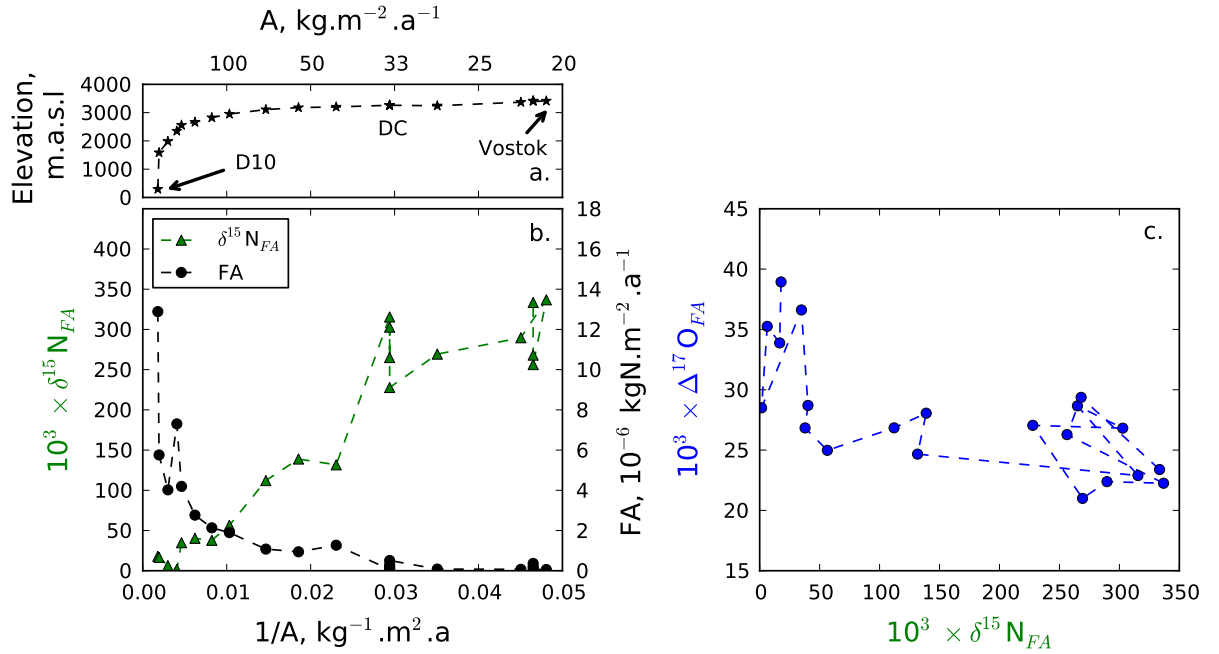 A, kg.m⁻².a⁻¹
100 50 33 25 20
Elevation,
m.a.s.l
4000
3000
2000
1000
0
D10
DC
Vostok
a.
10³ × δ¹⁵N_FA
400
350
300
250
200
150
100
50
0
δ¹⁵N_FA
FA
b.
18
16
14
12
10
8
6
4
2
0
FA, 10⁻⁶ kgN.m⁻².a⁻¹
0.00 0.01 0.02 0.03 0.04 0.05
1/A, kg⁻¹.m².a
10³ × Δ¹⁷O_FA
45
40
35
30
25
20
15
c.
0 50 100 150 200 250 300 350
10³ × δ¹⁵N_FA